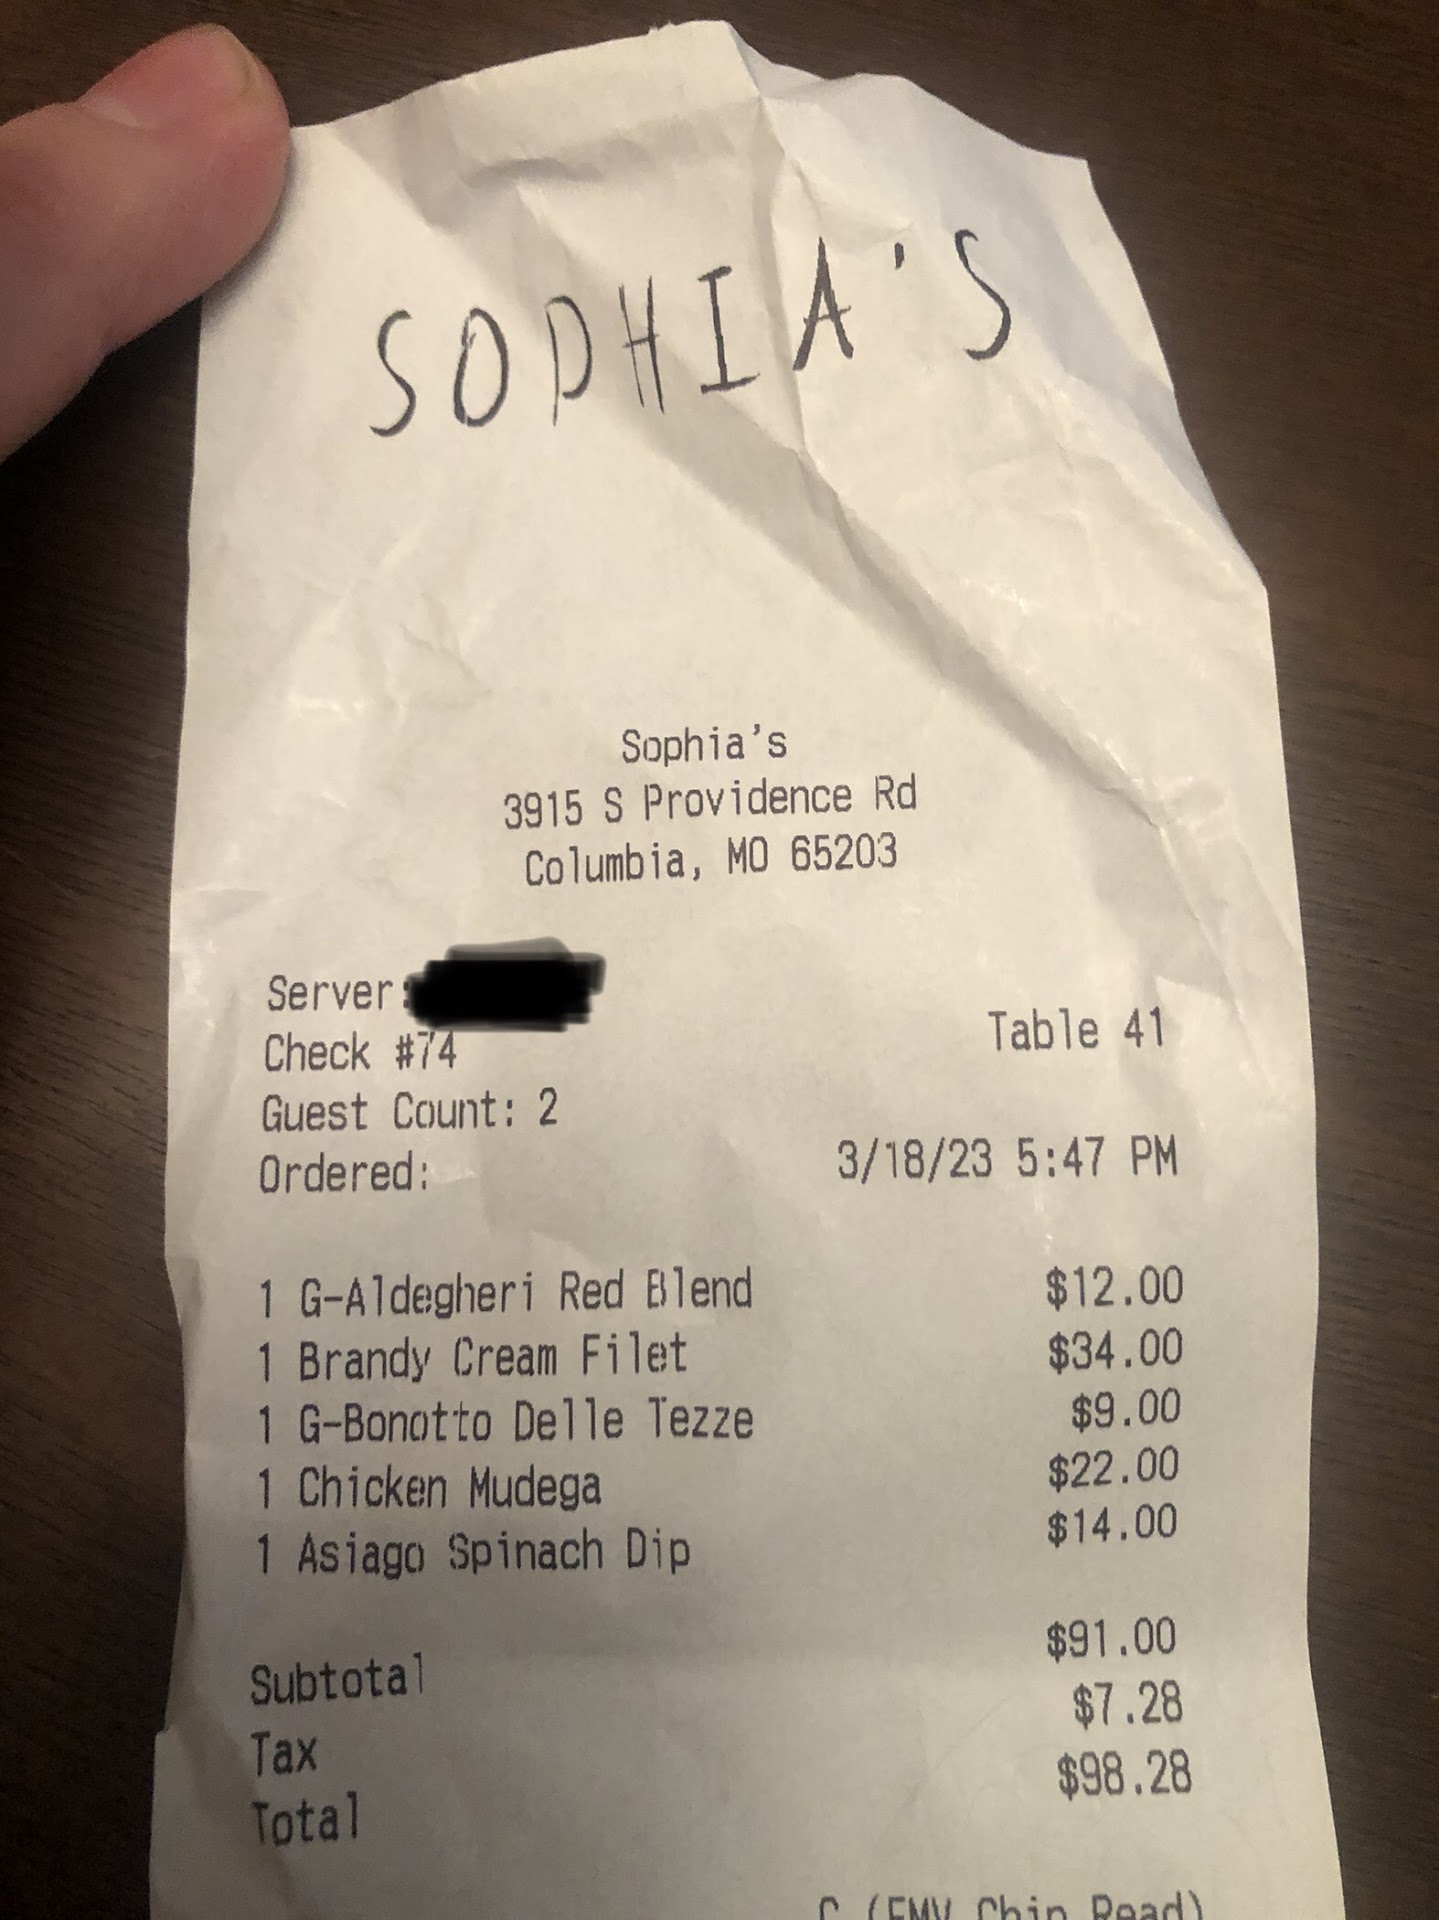 SOPHIA'S
Sophia's
3915 S Providence Rd
Columbia, MO 65203
Server:
Check #74
Table 41
Guest Count: 2
Ordered: 3/18/23 5:47 PM
1 G-Aldegheri Red Blend $12.00
1 Brandy Cream Filet $34.00
1 G-Bonotto Delle Tezze $9.00
1 Chicken Mudega $22.00
1 Asiago Spinach Dip $14.00
Subtotal $91.00
Tax $7.28
Total $98.28
C (EMV Chip Read)